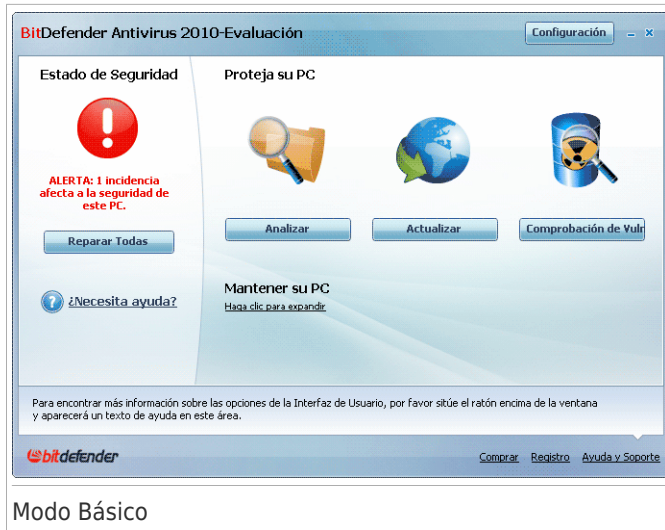 BitDefender Antivirus 2010-Evaluación
Configuración
Estado de Seguridad
ALERTA: 1 incidencia
afecta a la seguridad de
este PC.
Reparar Todas
¿Necesita ayuda?
Proteja su PC
Analizar
Actualizar
Comprobación de Vulr
Mantener su PC
Haga clic para expandir
Para encontrar más información sobre las opciones de la Interfaz de Usuario, por favor sitúe el ratón encima de la ventana
y aparecerá un texto de ayuda en este área.
bitdefender
Comprar Registro Ayuda y Soporte
Modo Básico